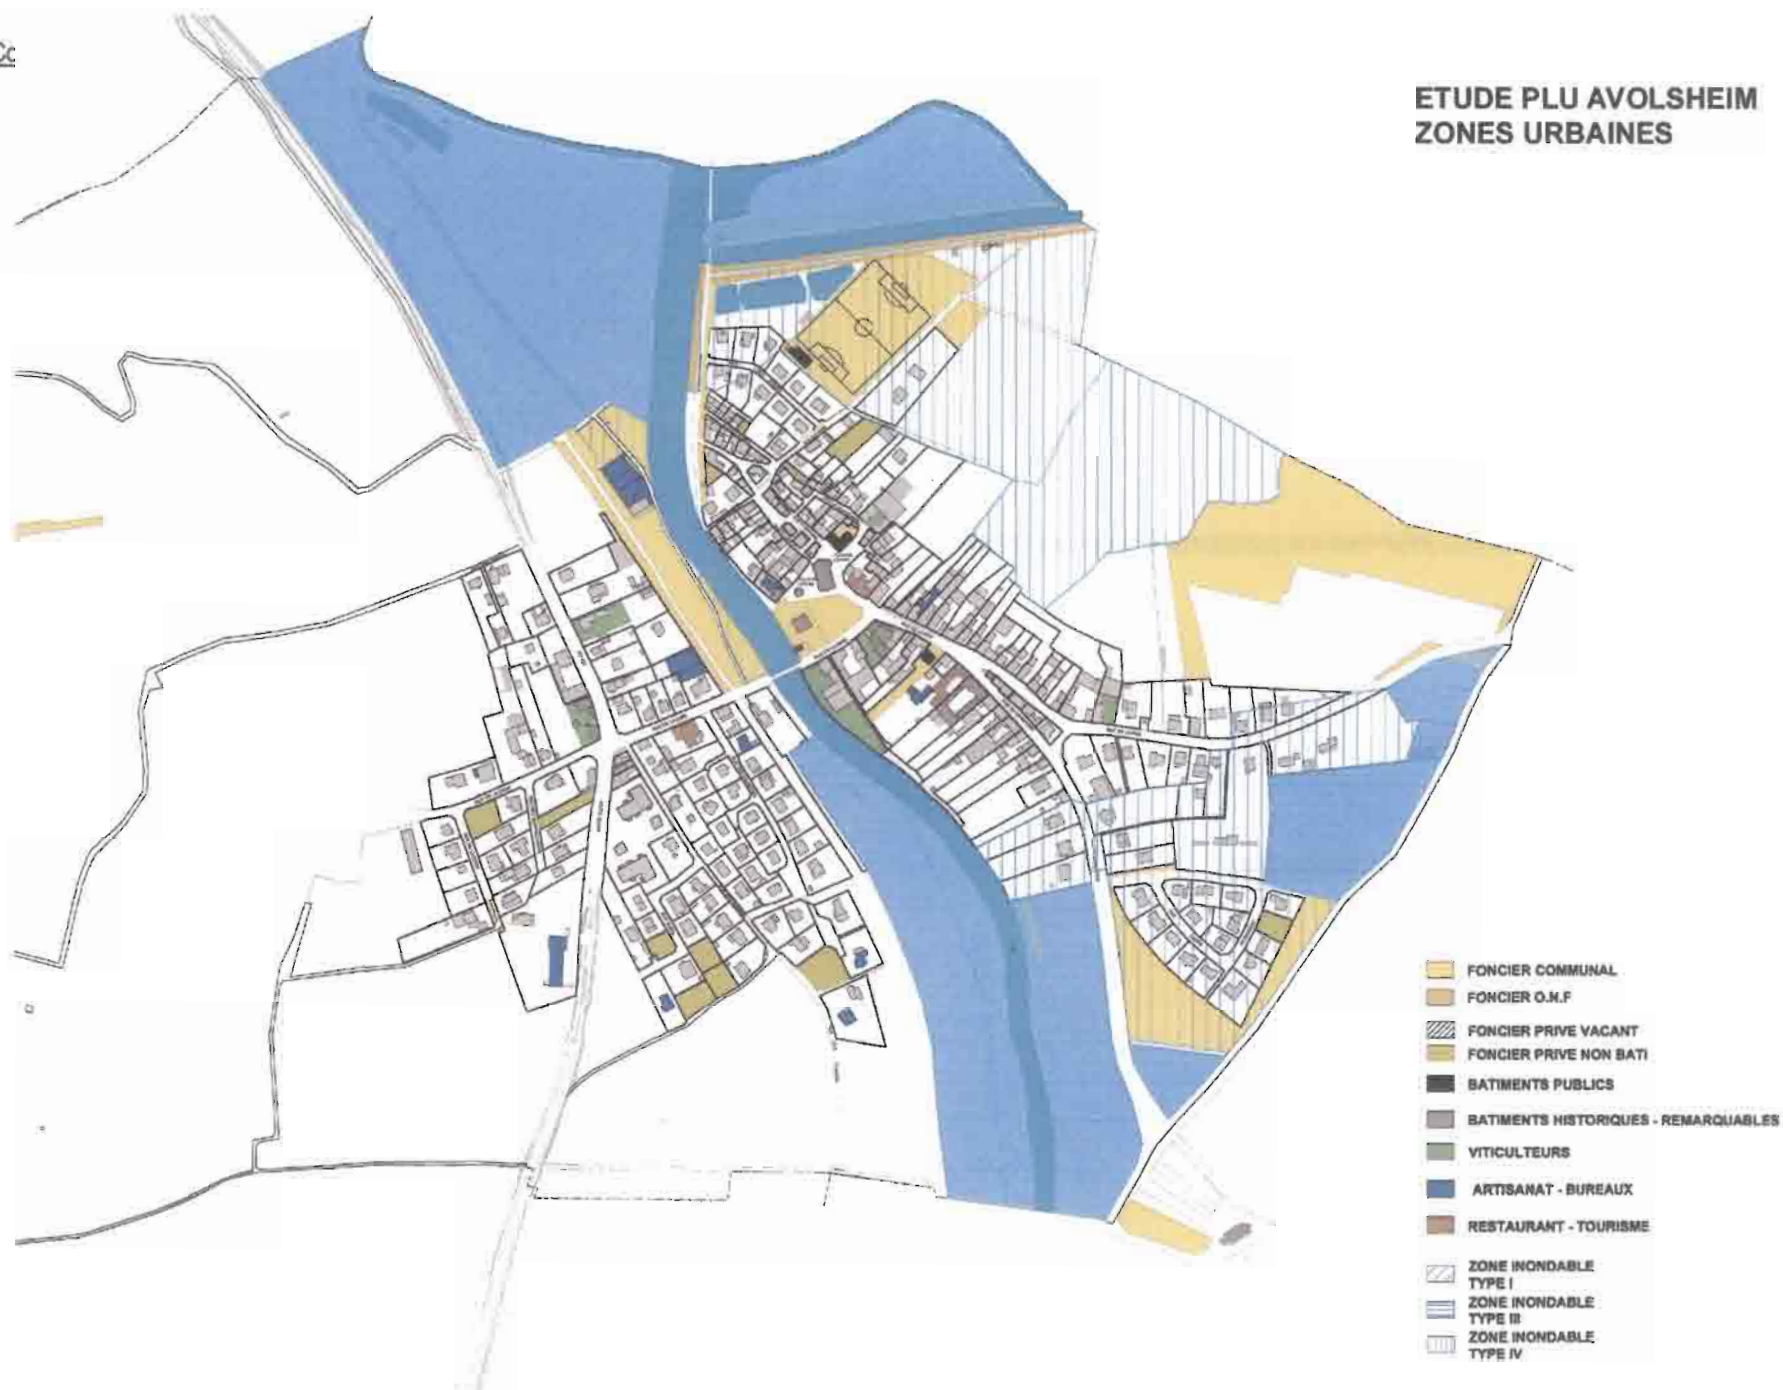 ETUDE PLU AVOLSHEIM
ZONES URBAINES
FONCIER COMMUNAL
FONCIER O.N.F
FONCIER PRIVE VACANT
FONCIER PRIVE NON BATI
BATIMENTS PUBLICS
BATIMENTS HISTORIQUES - REMARQUABLES
VITICULTEURS
ARTISANAT - BUREAUX
RESTAURANT - TOURISME
ZONE INONDABLE
TYPE I
ZONE INONDABLE
TYPE III
ZONE INONDABLE
TYPE IV